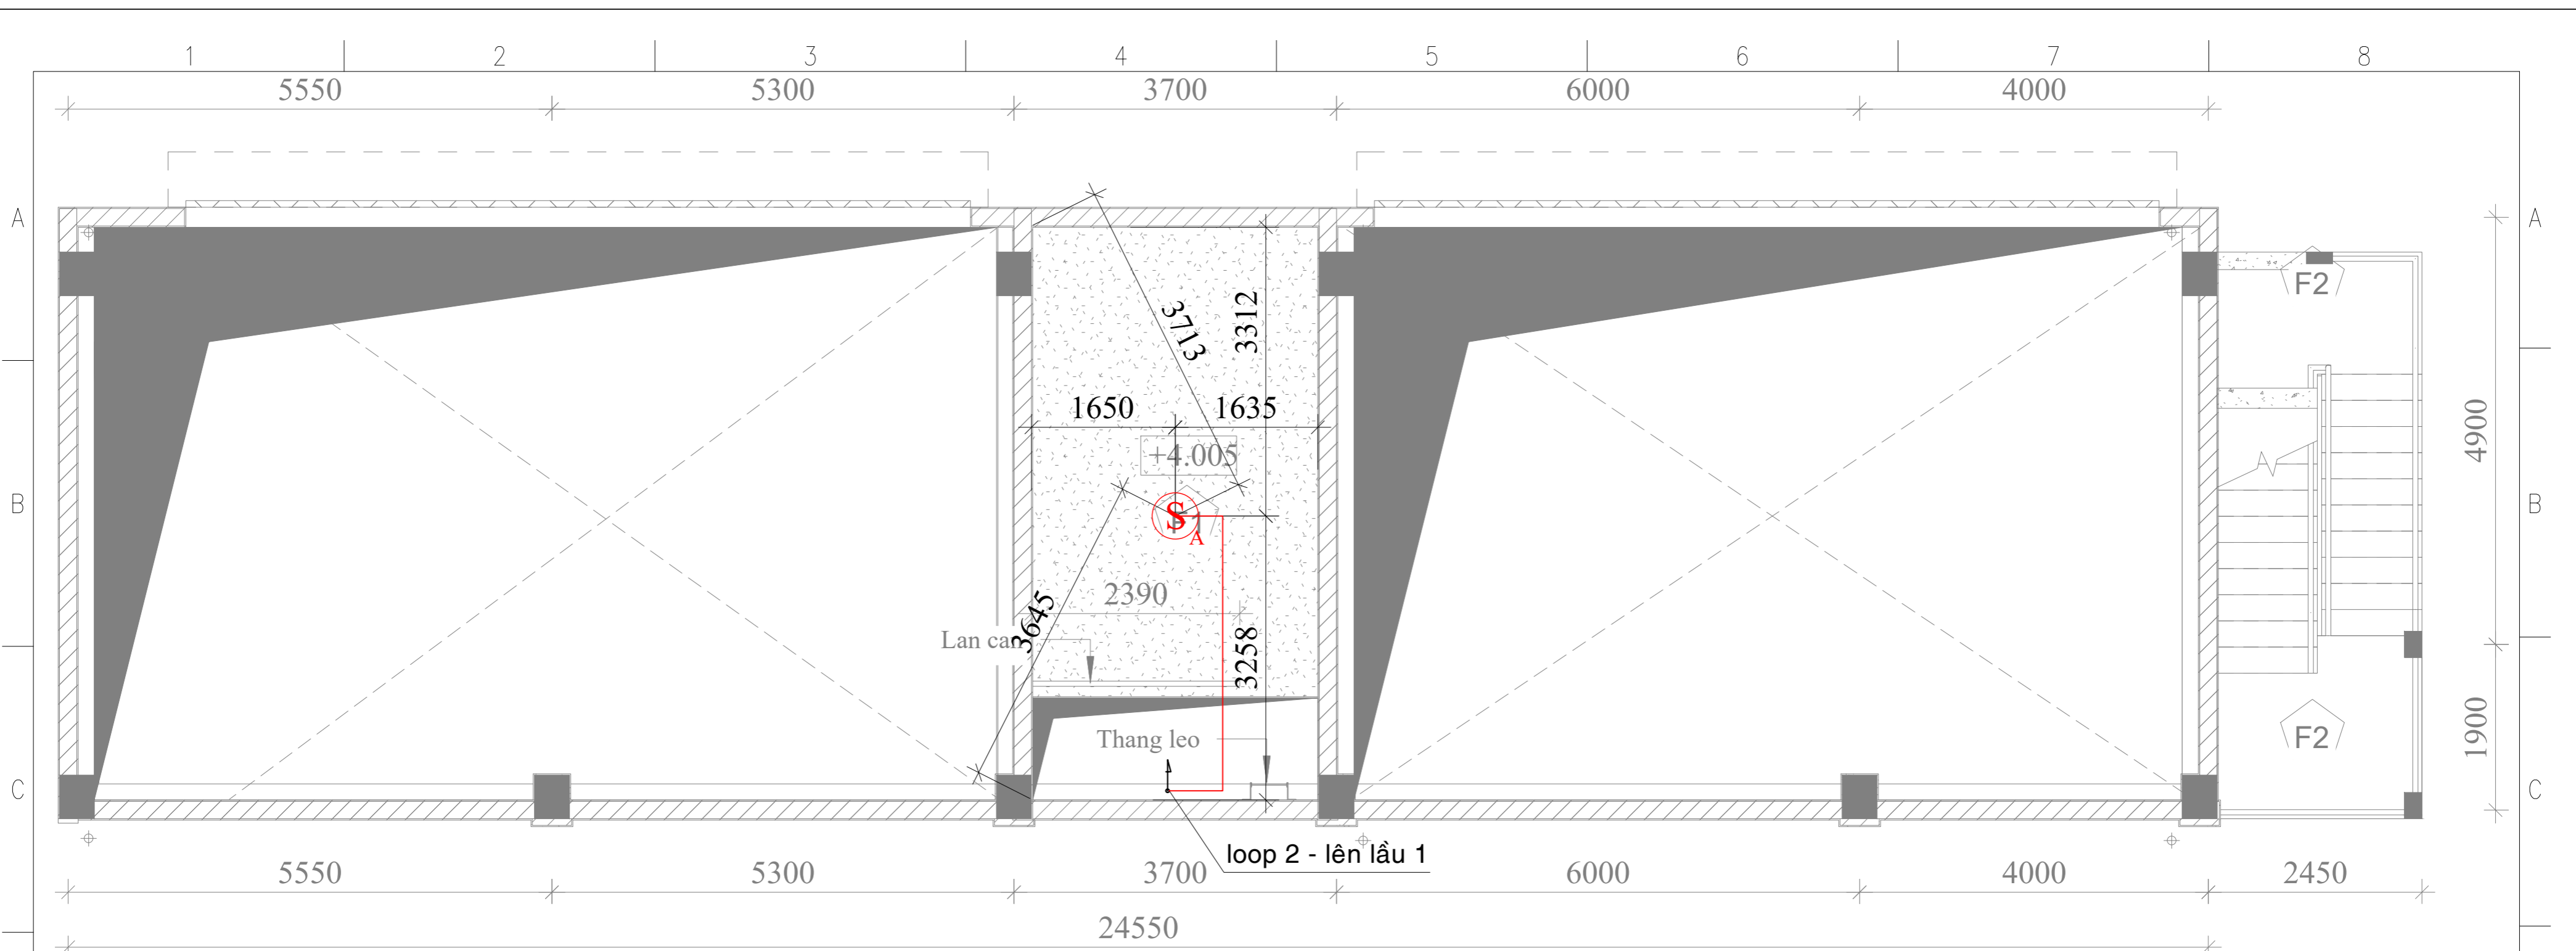 1 2 3 4 5 6 7 8
5550 5300 3700 6000 4000
A A
F2
3713
3312
1650 1635
4900
+4.005
B B
S
A
2390
3645
Lan can
3258
1900
Thang leo
F2
C C
loop 2 - lên lầu 1
5550 5300 3700 6000 4000 2450
24550